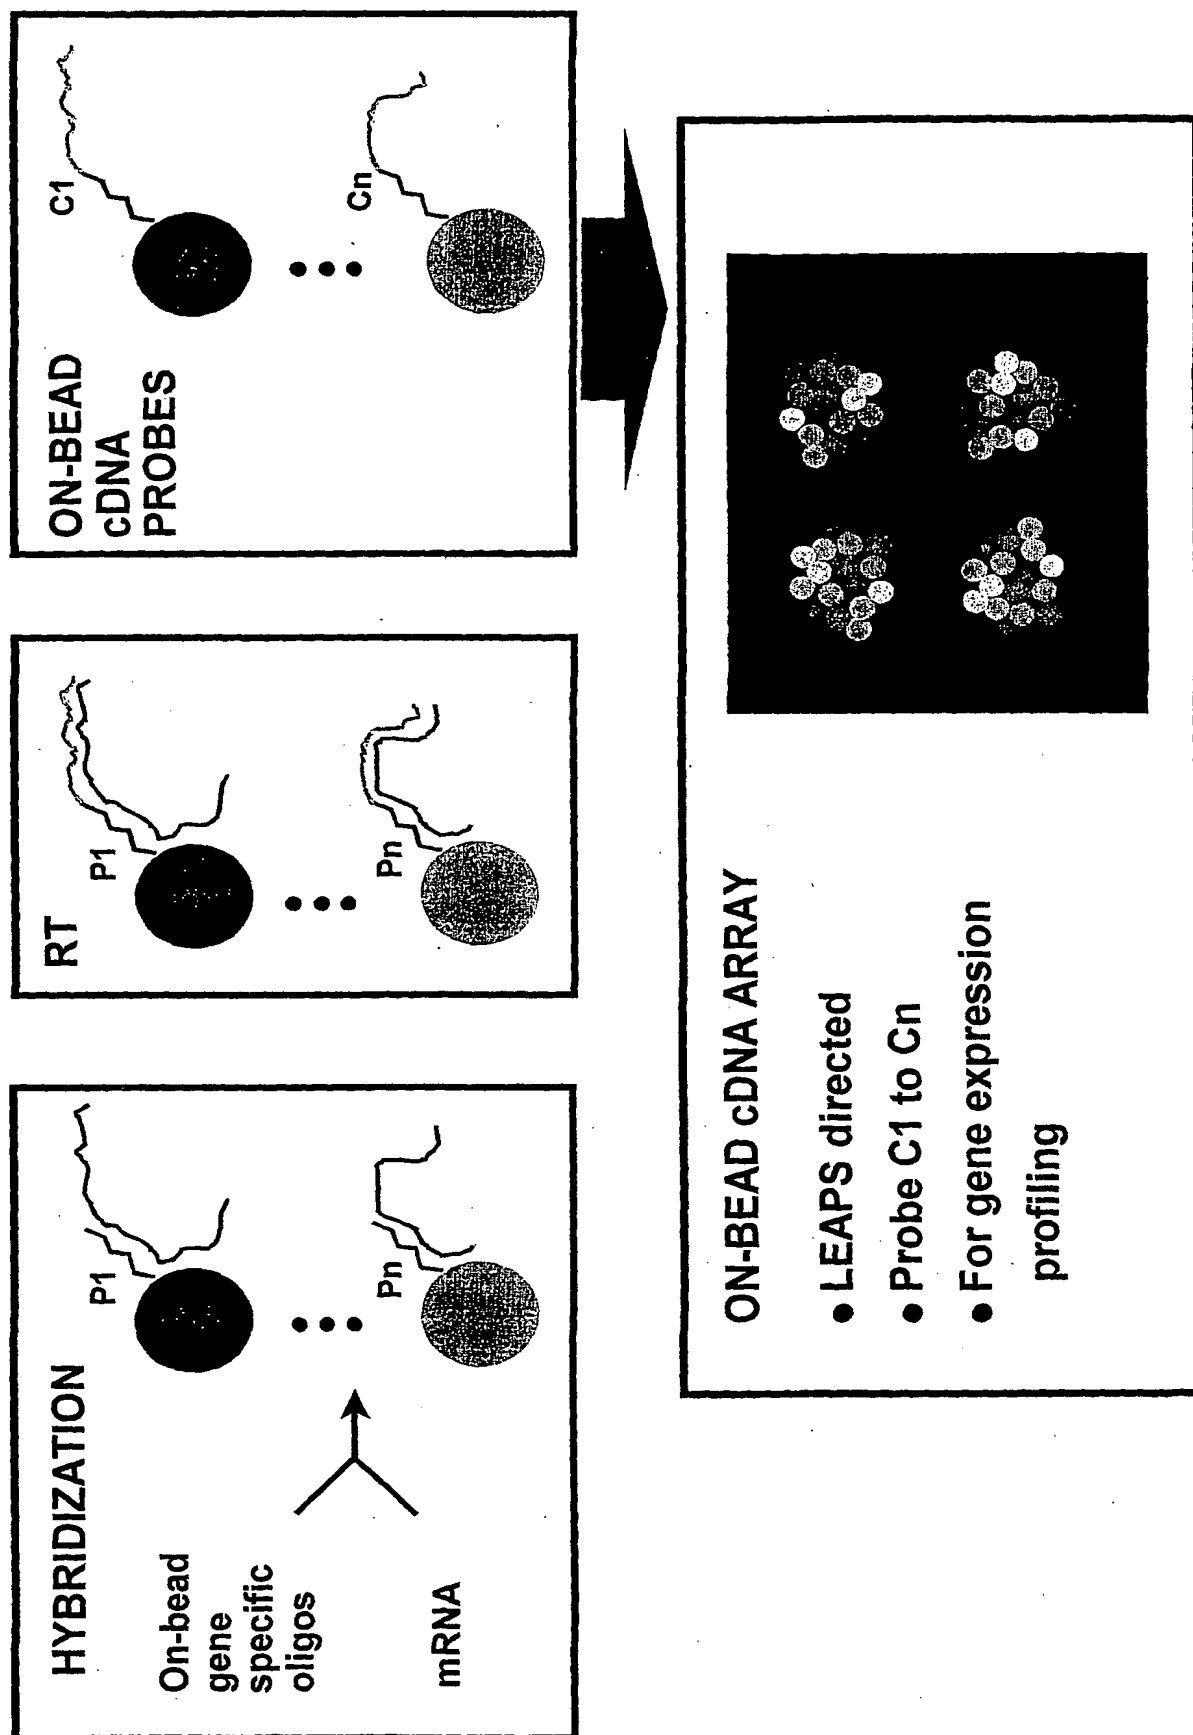 HYBRIDIZATION
On-bead
gene
specific
oligos
mRNA
P1
Pn
RT
P1
Pn
ON-BEAD
cDNA
PROBES
C1
Cn
ON-BEAD cDNA ARRAY
● LEAPS directed
● Probe C1 to Cn
● For gene expression
profiling